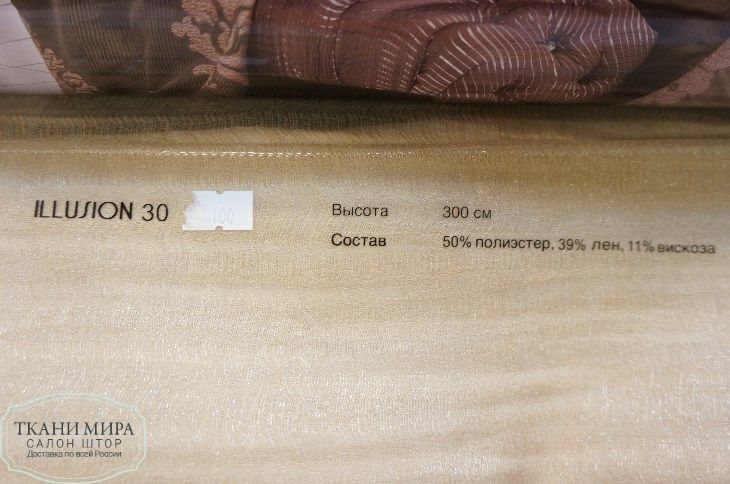 ILLUSION 30
Высота 300 см
Состав 50% полиэстер, 39% лен, 11% вискоза
ТКАНИ МИРА
САЛОН ШТОР
Доставка по всей России